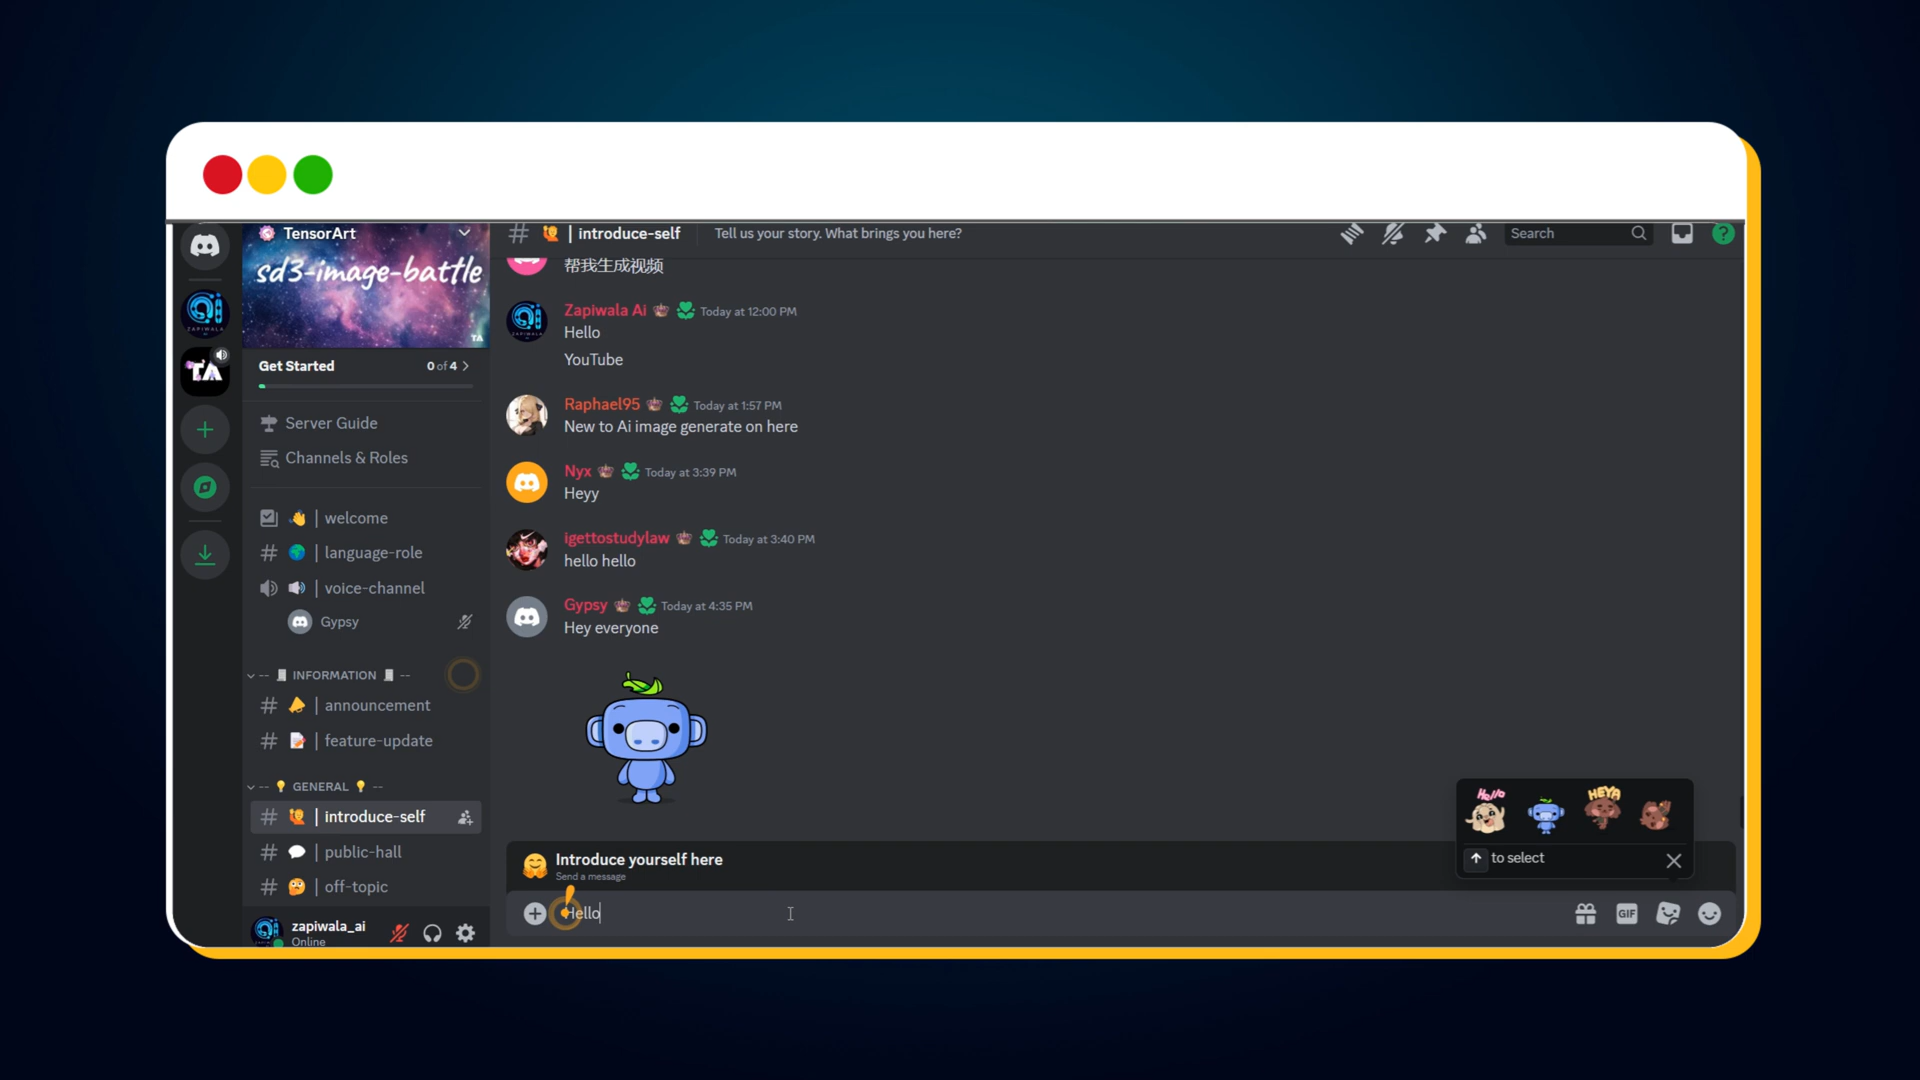 TensorArt
sd3-image-battle
TA
ZAPIWALA
TA
Get Started
0 of 4
Server Guide
Channels & Roles
| welcome
# | language-role
| voice-channel
Gypsy
-- INFORMATION --
# | announcement
# | feature-update
-- GENERAL --
# | introduce-self
# | public-hall
# | off-topic
zapiwala_ai
Online
# | introduce-self
Tell us your story. What brings you here?
Search
?
帮我生成视频
Zapiwala Ai Today at 12:00 PM
Hello
YouTube
Raphael95 Today at 1:57 PM
New to Ai image generate on here
Nyx Today at 3:39 PM
Heyy
igettostudylaw Today at 3:40 PM
hello hello
Gypsy Today at 4:35 PM
Hey everyone
Hello
HEYA
to select
Introduce yourself here
Send a message
Hello
GIF